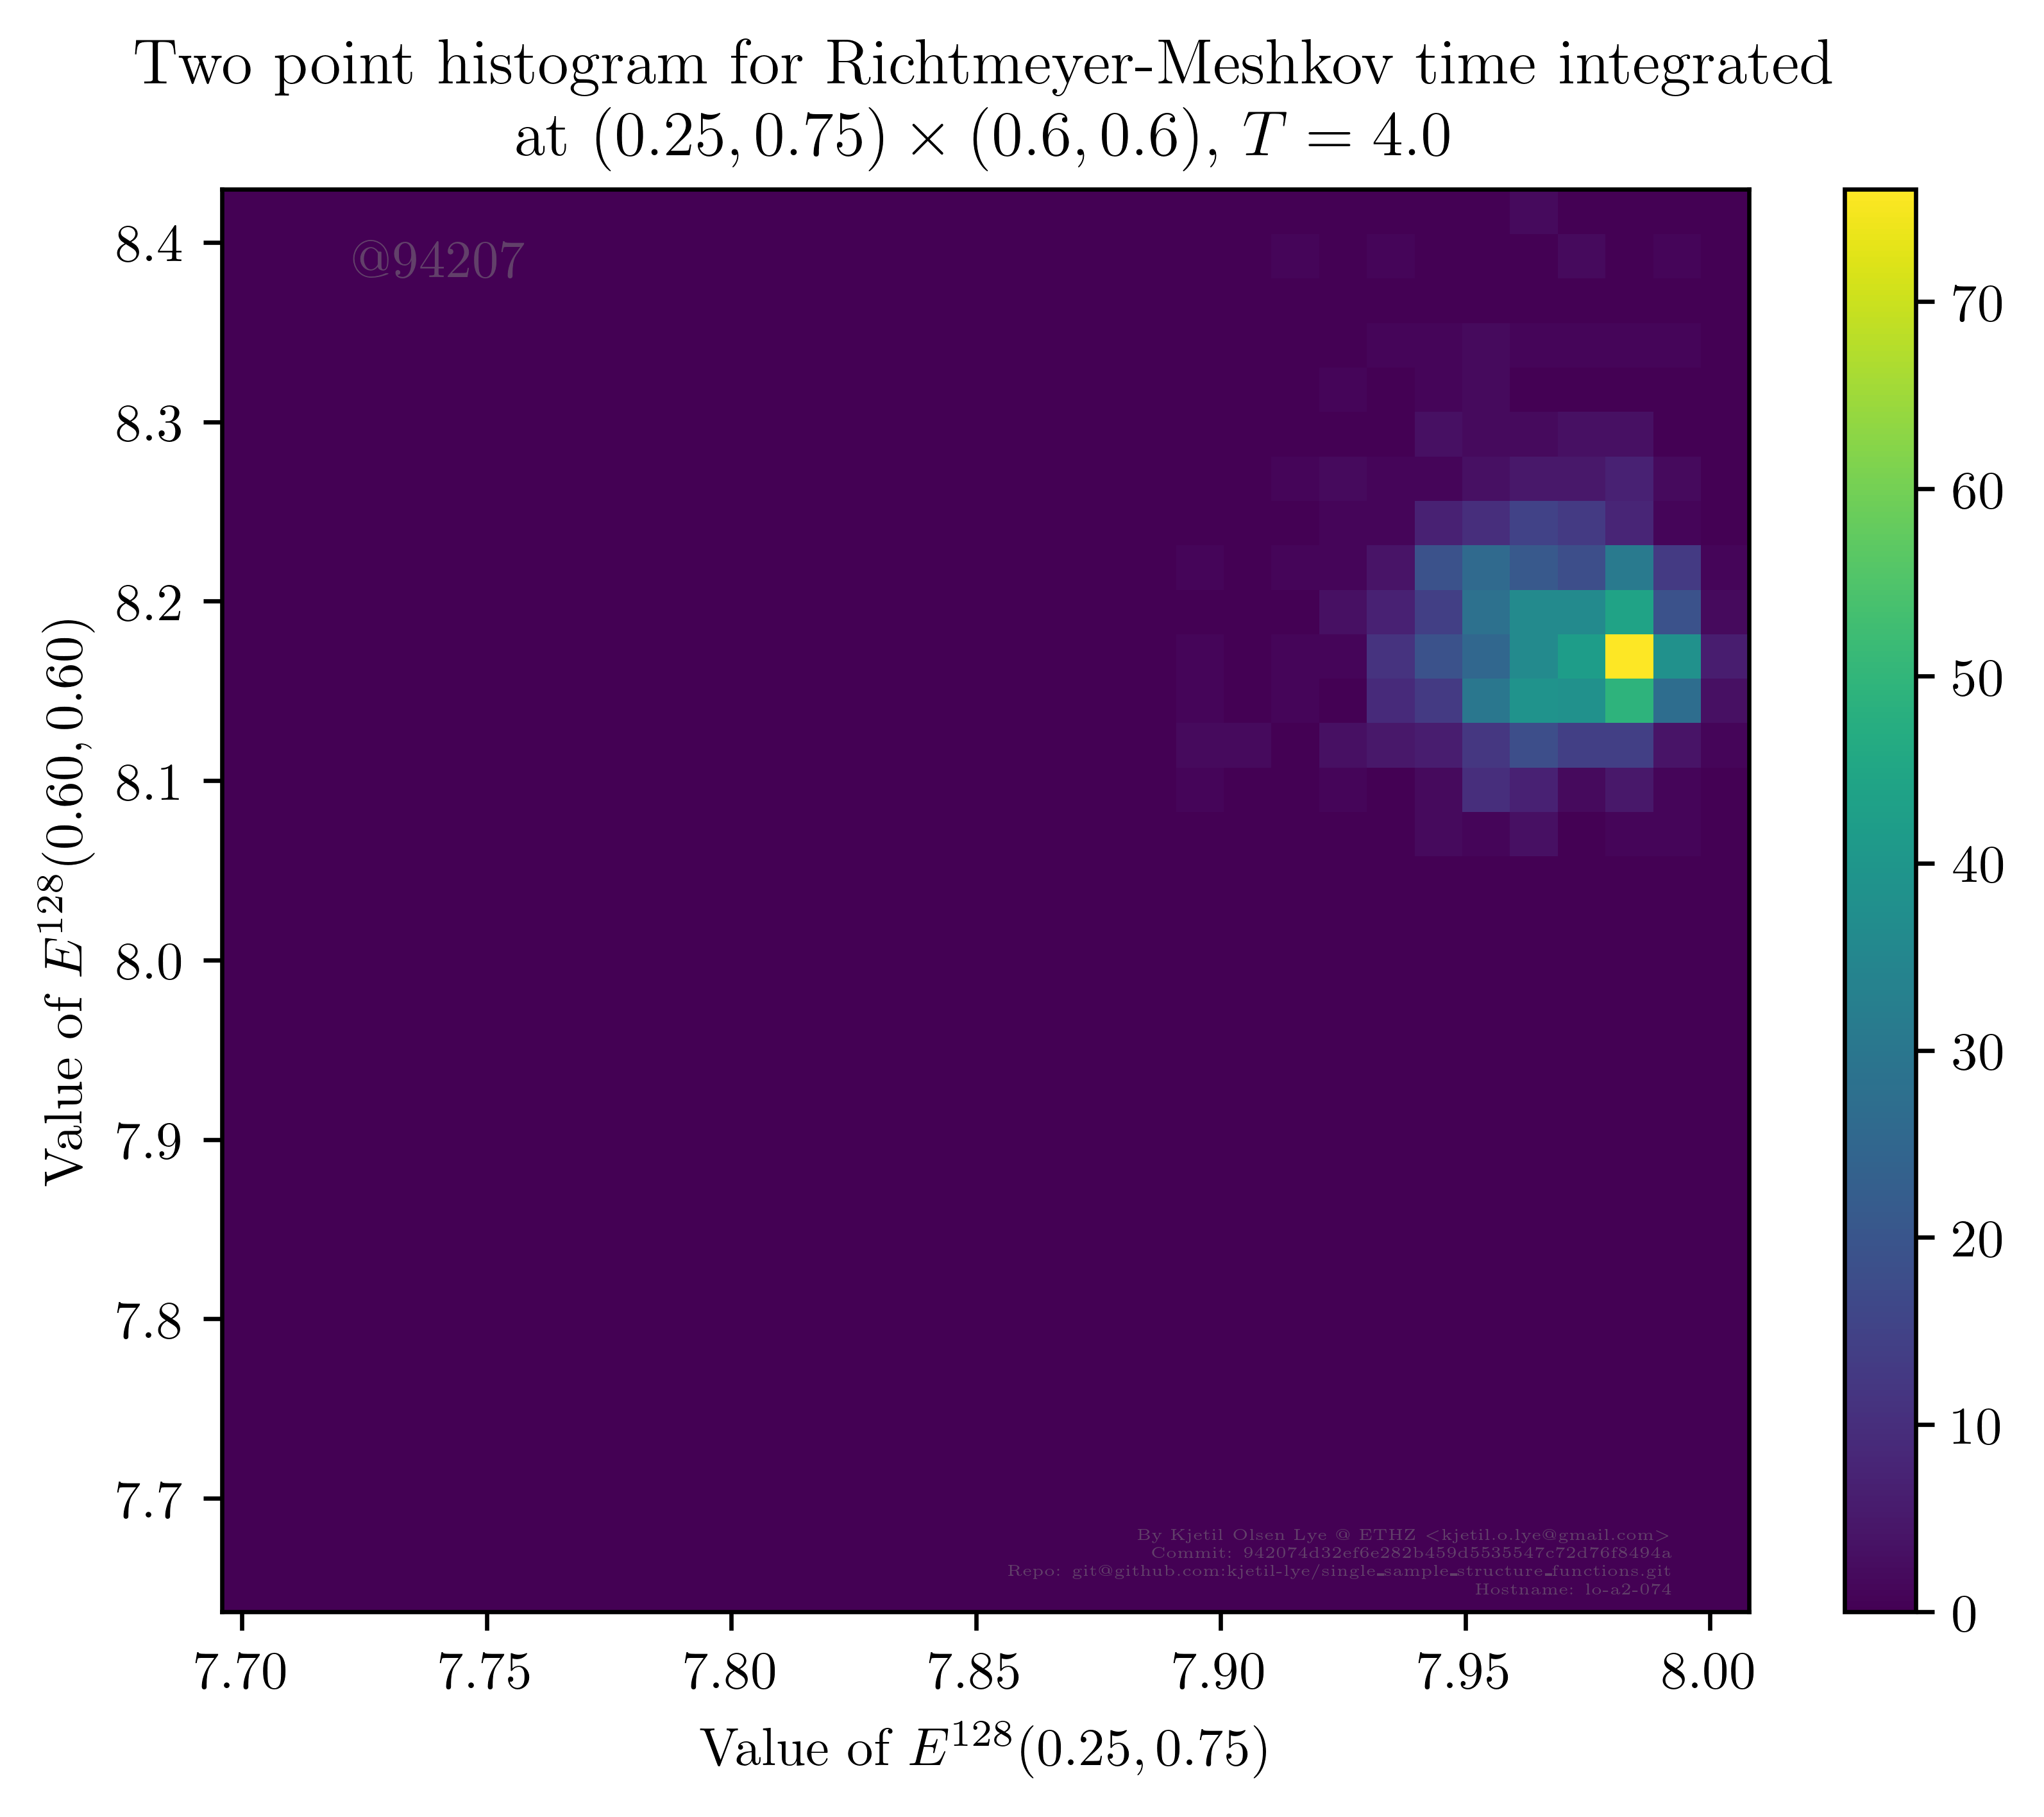 Two point histogram for Richtmeyer-Meshkov time integrated
at (0.25, 0.75) × (0.6, 0.6), T = 4.0
@94207
8.4
8.3
8.2
8.1
8.0
7.9
7.8
7.7
Value of E^128(0.60, 0.60)
7.70 7.75 7.80 7.85 7.90 7.95 8.00
Value of E^128(0.25, 0.75)
70
60
50
40
30
20
10
0
By Kjetil Olsen Lye @ ETHZ <kjetil.o.lye@gmail.com>
Commit: 942074d32ef6e282b459d5535547c72d76f8494a
Repo: git@github.com:kjetil-lye/single_sample_structure_functions.git
Hostname: lo-a2-074